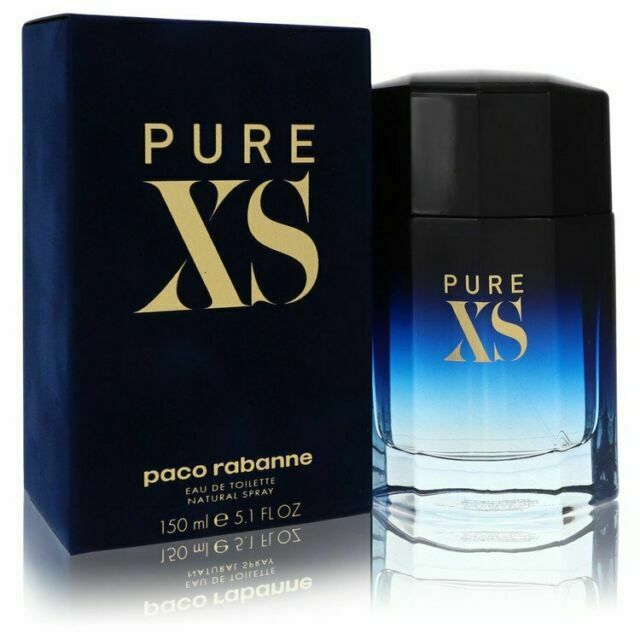 PURE
XS
paco rabanne
EAU DE TOILETTE
NATURAL SPRAY
150 ml e 5.1 FL OZ
PURE
XS